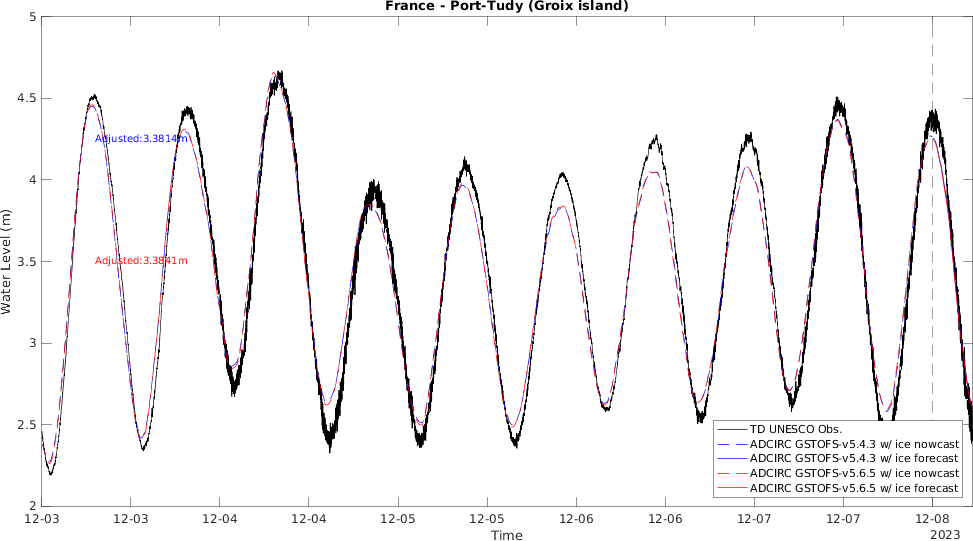 France - Port-Tudy (Groix island)
Water Level (m)
5
4.5
4
3.5
3
2.5
2
Adjusted:3.3814m
Adjusted:3.3841m
TD UNESCO Obs.
ADCIRC GSTOFS-v5.4.3 w/ ice nowcast
ADCIRC GSTOFS-v5.4.3 w/ ice forecast
ADCIRC GSTOFS-v5.6.5 w/ ice nowcast
ADCIRC GSTOFS-v5.6.5 w/ ice forecast
12-03 12-03 12-04 12-04 12-05 12-05 12-06 12-06 12-07 12-07 12-08
2023
Time